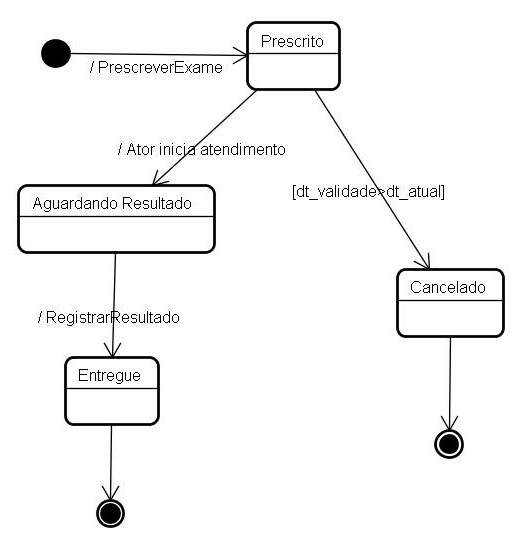 Prescrito
/ PrescreverExame
/ Ator inicia atendimento
[dt_validade>dt_atual]
Aguardando Resultado
Cancelado
/ RegistrarResultado
Entregue